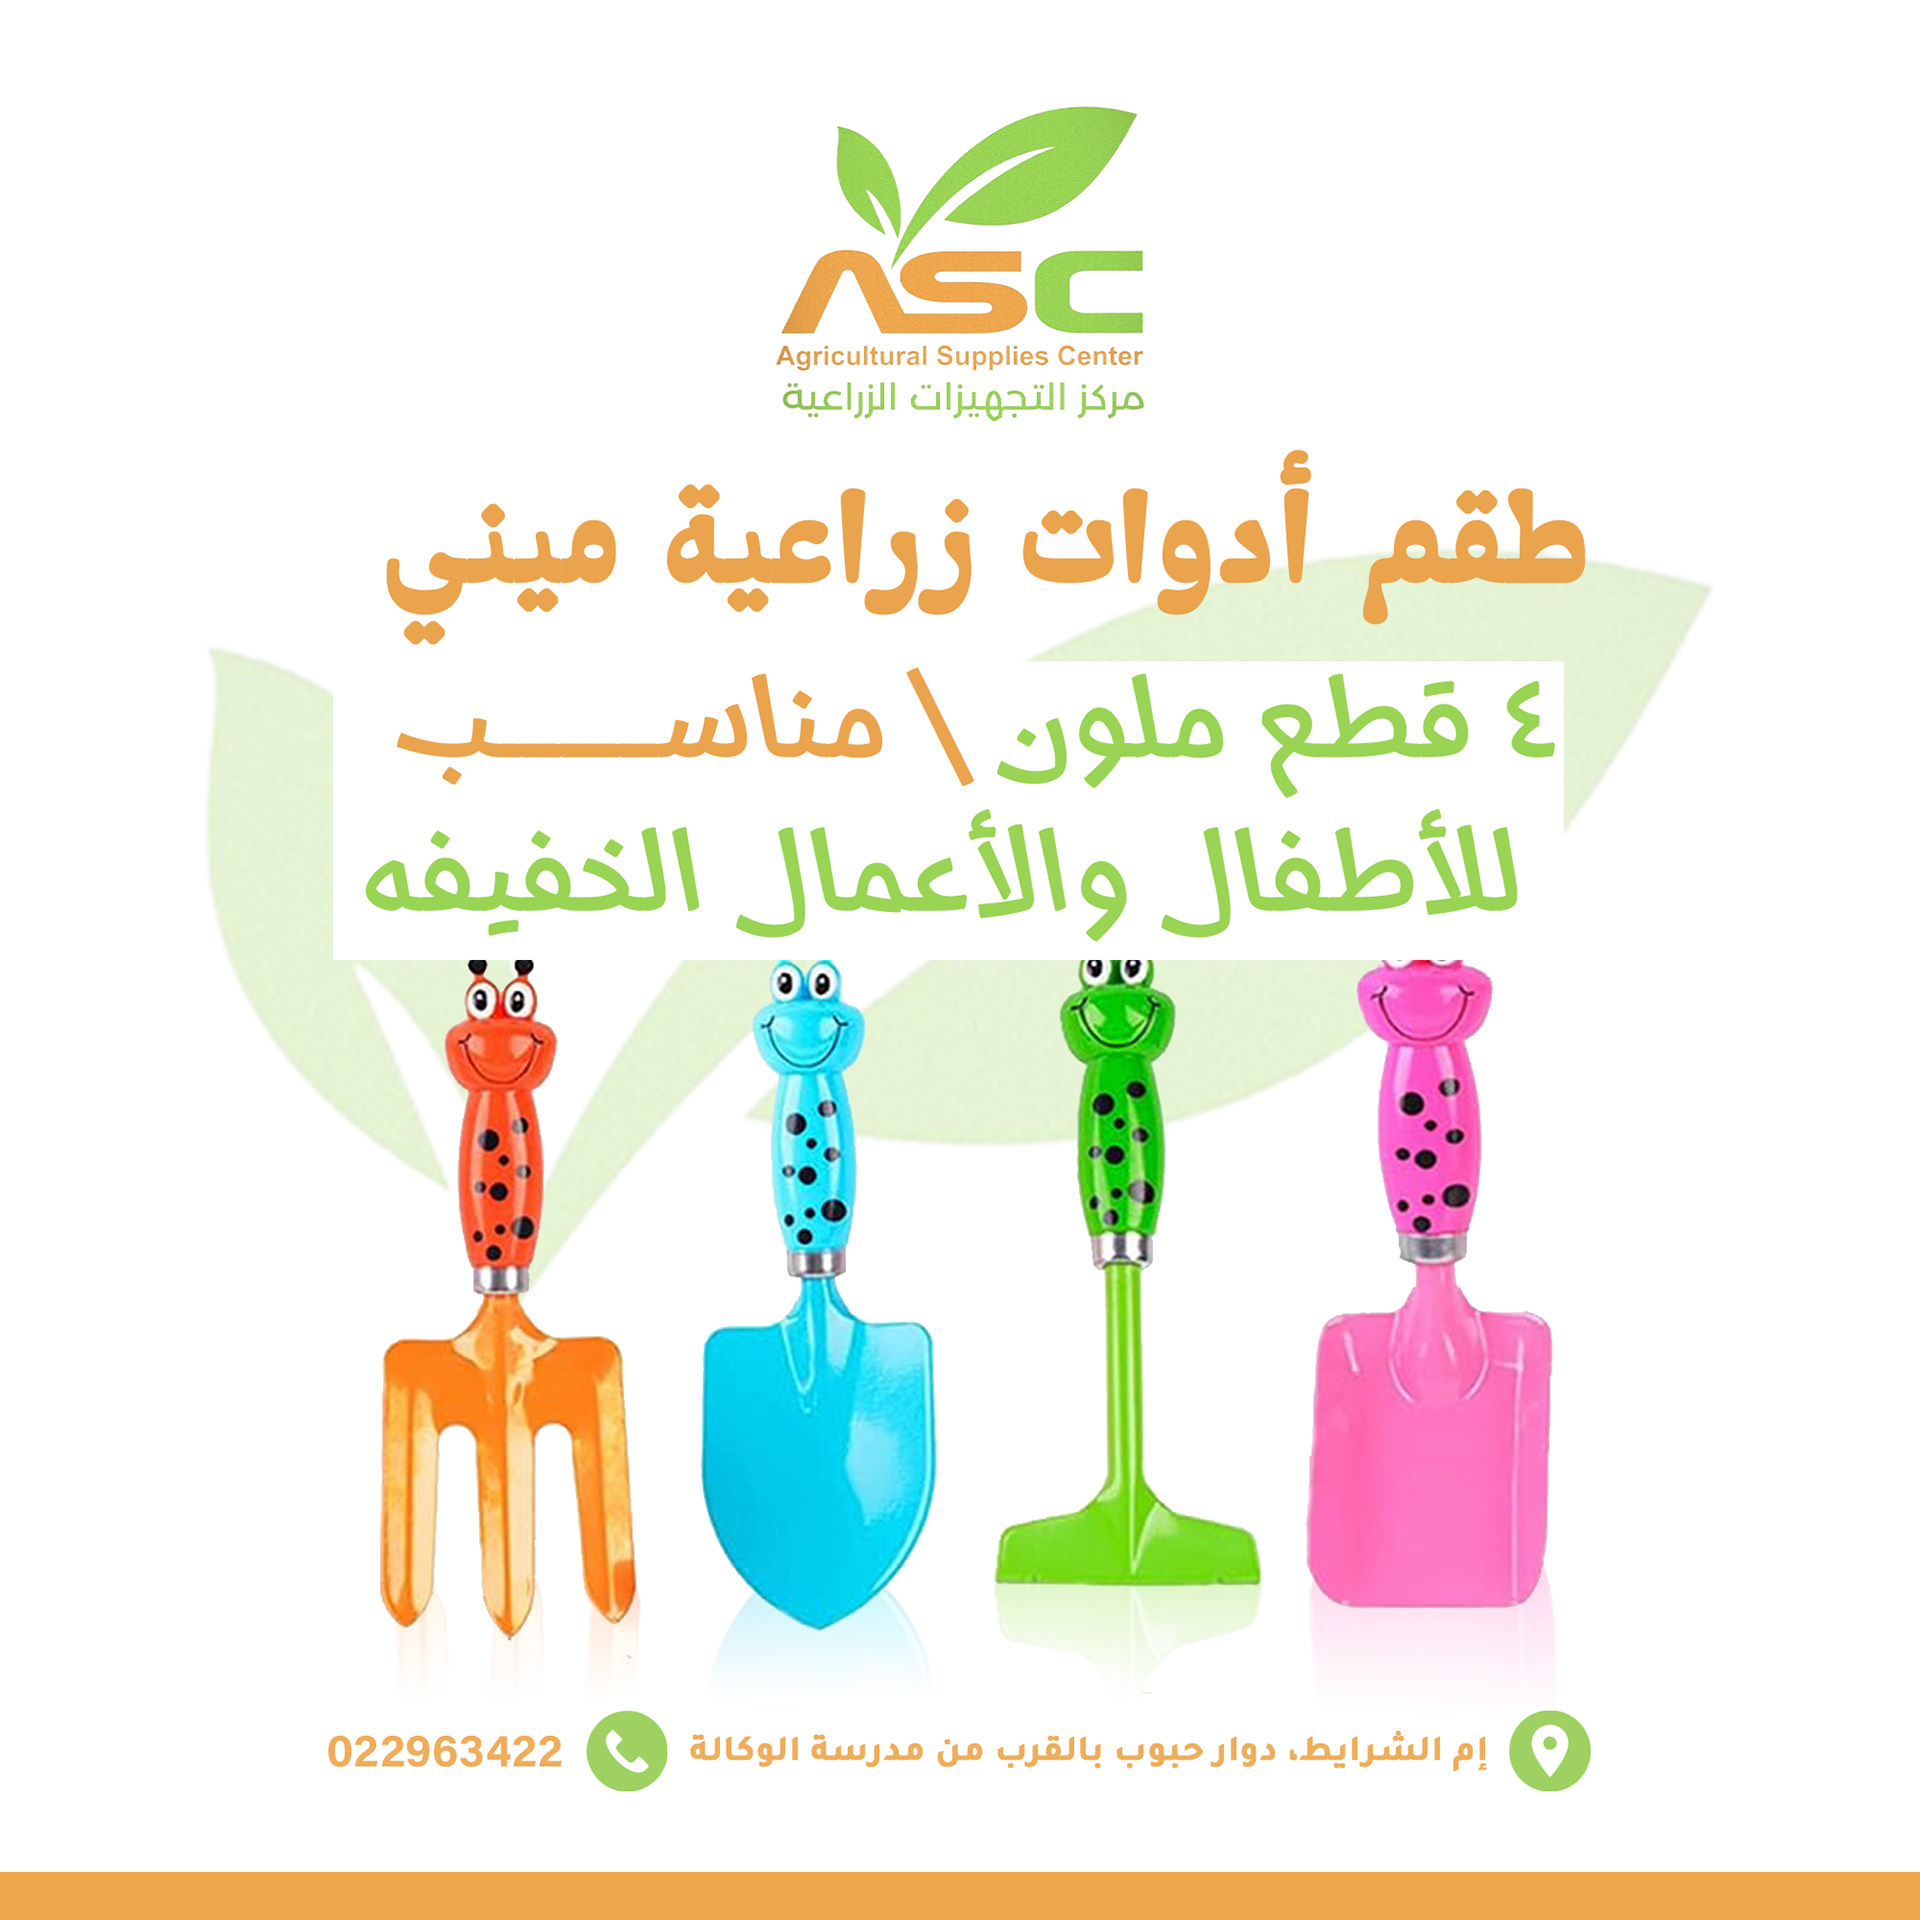 ASC
Agricultural Supplies Center
مركز التجهيزات الزراعية
طقم أدوات زراعية ميني
٤ قطع ملون \ مناســـــــب
للأطفال والأعمال الخفيفه
إم الشرايط، دوار حبوب بالقرب من مدرسة الوكالة
022963422